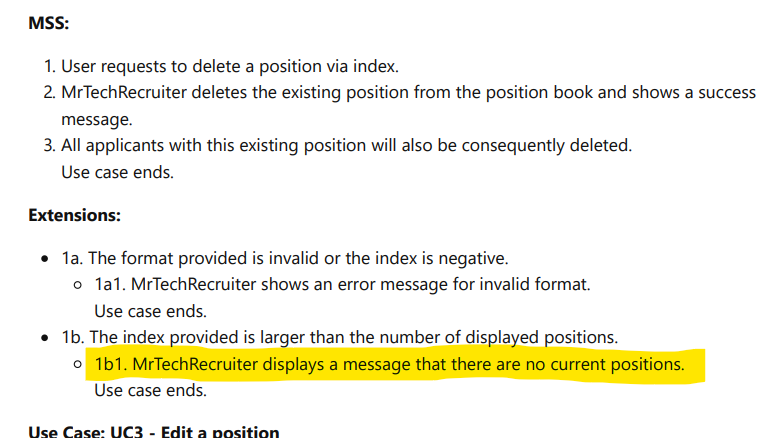 MSS:
1. User requests to delete a position via index.
2. MrTechRecruiter deletes the existing position from the position book and shows a success
message.
3. All applicants with this existing position will also be consequently deleted.
Use case ends.
Extensions:
• 1a. The format provided is invalid or the index is negative.
◦ 1a1. MrTechRecruiter shows an error message for invalid format.
Use case ends.
• 1b. The index provided is larger than the number of displayed positions.
◦ 1b1. MrTechRecruiter displays a message that there are no current positions.
Use case ends.
Use Case: UC3 - Edit a position